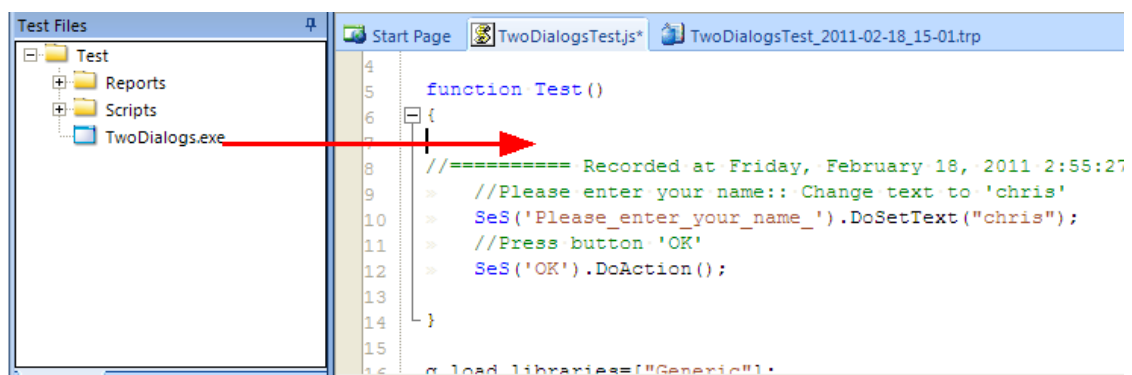 Test Files
Test
Reports
Scripts
TwoDialogs.exe
Start Page TwoDialogsTest.js* TwoDialogsTest_2011-02-18_15-01.trp
4
5 function Test()
6 {
7
8 //========== Recorded at Friday, February 18, 2011 2:55:27
9 //Please enter your name:: Change text to 'chris'
10 SeS('Please_enter_your_name_').DoSetText("chris");
11 //Press button 'OK'
12 SeS('OK').DoAction();
13
14 }
15
16 g_load_libraries=["Generic"];